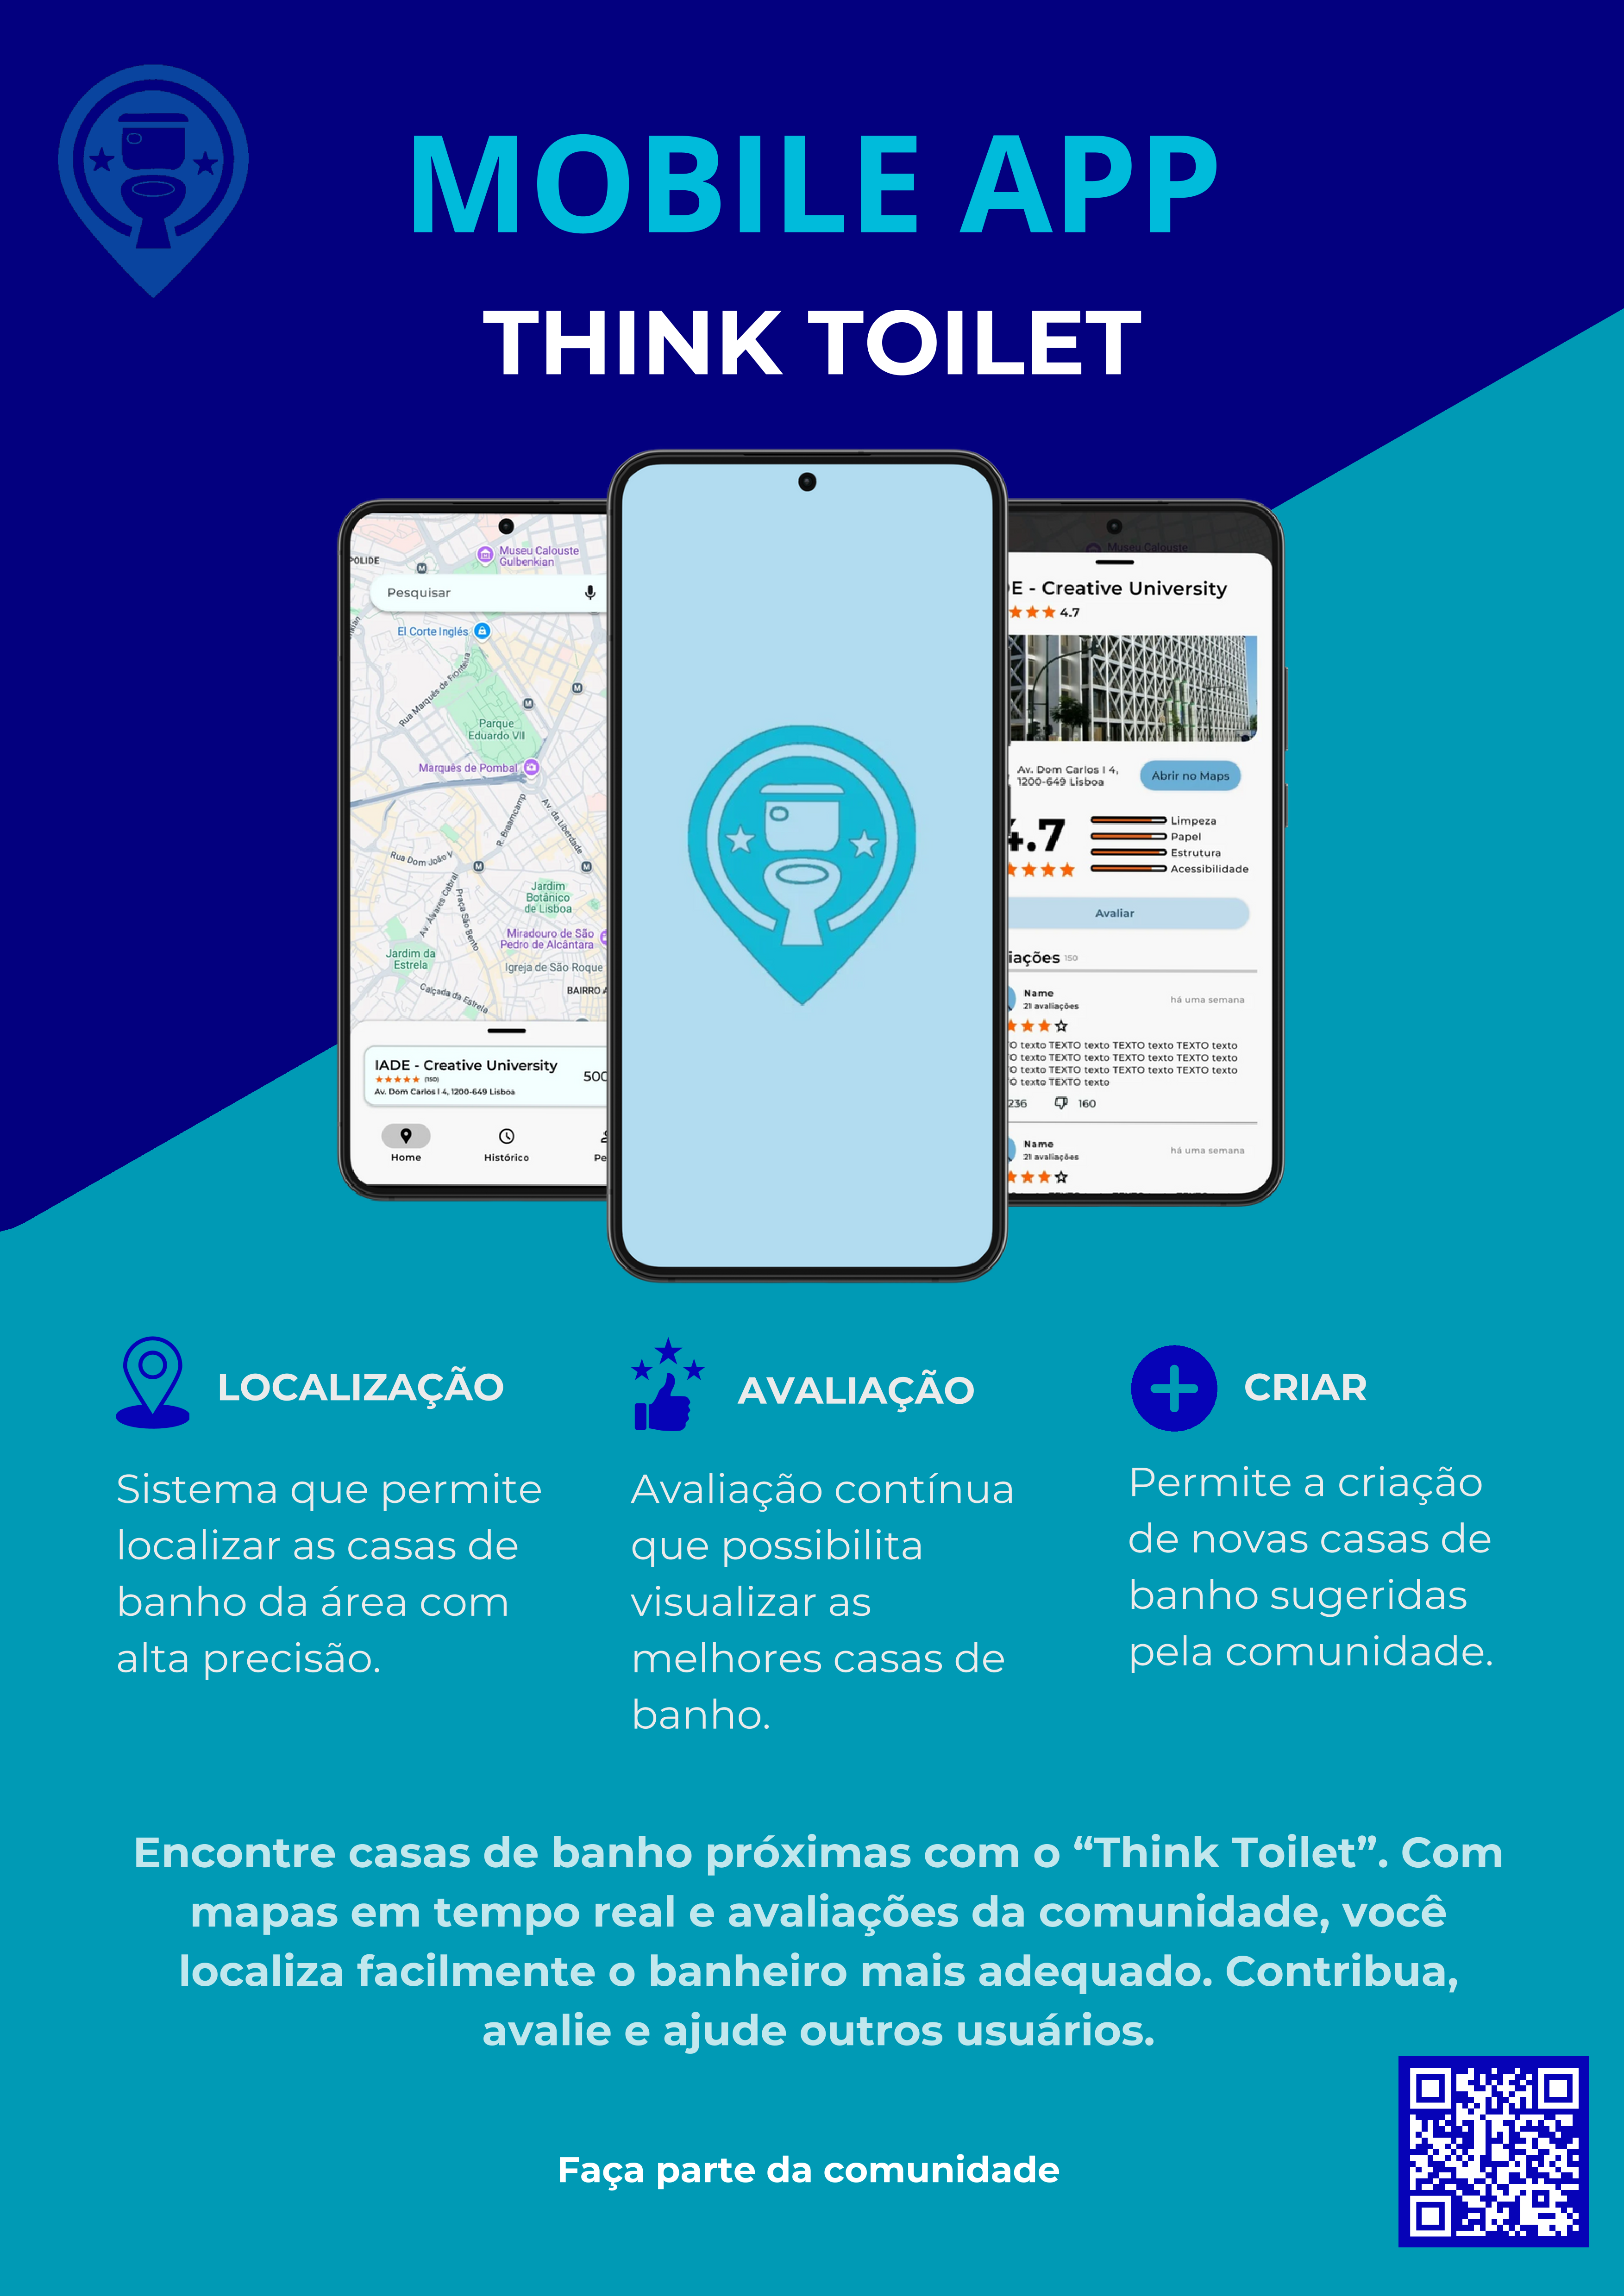 MOBILE APP
THINK TOILET
POLIDE
M
Museu Calouste
Gulbenkian
Pesquisar
El Corte Inglés
Rua Marquês de Fronteira
M
M
Parque
Eduardo VII
Marquês de Pombal
R. Braamcamp
Av. da Liberdade
Rua Dom João V
M
M
Av. Álvares Cabral
Praça São Bento
Jardim
Botânico
de Lisboa
Miradouro de São
Pedro de Alcântara
Jardim da
Estrela
Igreja de São Roque
Calçada da Estrela
BAIRRO A
IADE - Creative University
(150)
500
Av. Dom Carlos I 4, 1200-649 Lisboa
Home
Histórico
Pe
Museu Calouste
DE - Creative University
4.7
Av. Dom Carlos I 4,
1200-649 Lisboa
Abrir no Maps
4.7
Limpeza
Papel
Estrutura
Acessibilidade
Avaliar
iações 150
Name
21 avaliações
há uma semana
O texto TEXTO texto TEXTO texto TEXTO texto
O texto TEXTO texto TEXTO texto TEXTO texto
O texto TEXTO texto TEXTO texto TEXTO texto
O texto TEXTO texto
236
160
Name
21 avaliações
há uma semana
LOCALIZAÇÃO
Sistema que permite
localizar as casas de
banho da área com
alta precisão.
AVALIAÇÃO
Avaliação contínua
que possibilita
visualizar as
melhores casas de
banho.
CRIAR
Permite a criação
de novas casas de
banho sugeridas
pela comunidade.
Encontre casas de banho próximas com o “Think Toilet”. Com
mapas em tempo real e avaliações da comunidade, você
localiza facilmente o banheiro mais adequado. Contribua,
avalie e ajude outros usuários.
Faça parte da comunidade